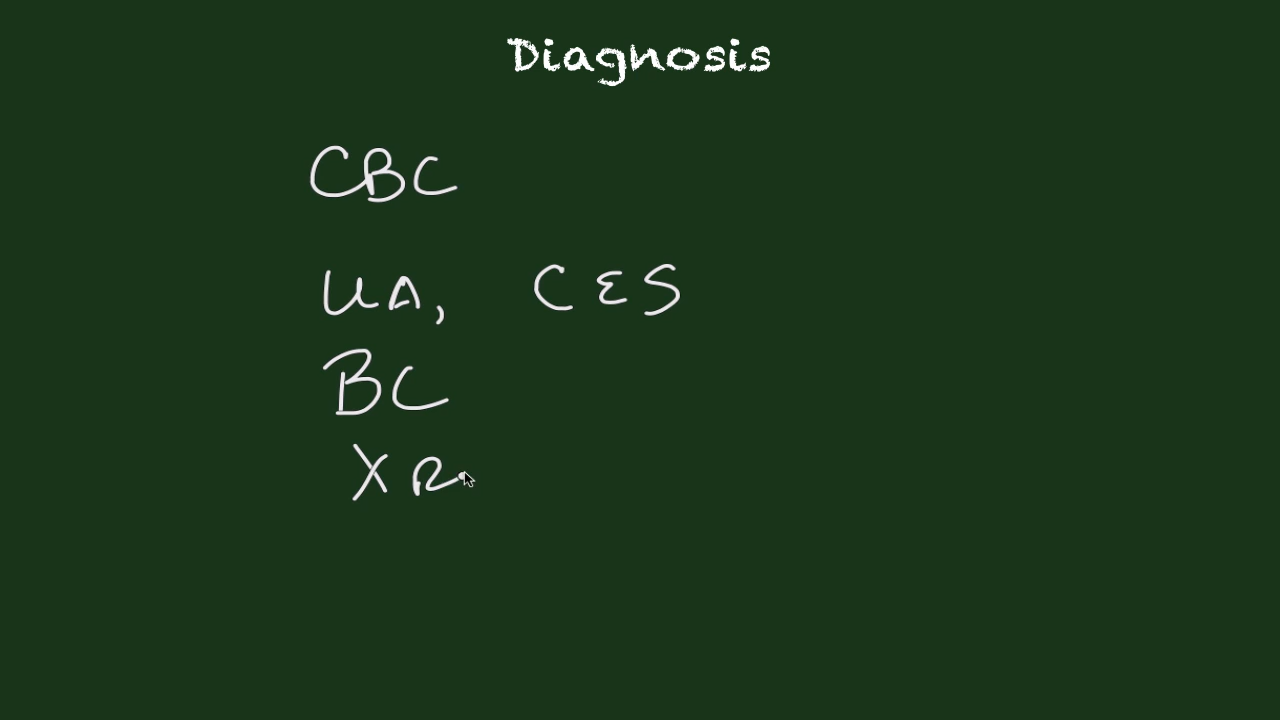 Diagnosis
CBC
UA, C & S
BC
XR